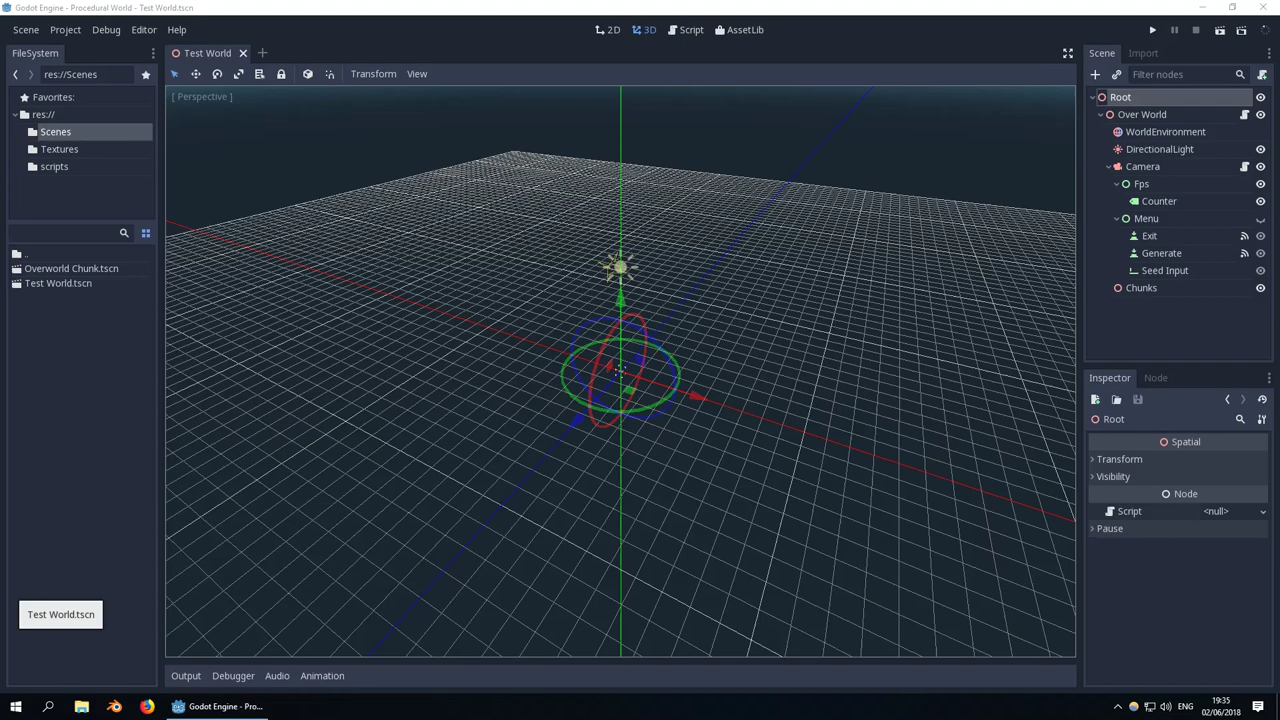 Godot Engine - Procedural World - Test World.tscn
Scene Project Debug Editor Help
2D 3D Script AssetLib
FileSystem
res://Scenes
Favorites:
res://
Scenes
Textures
scripts
..
Overworld Chunk.tscn
Test World.tscn
Test World.tscn
Test World
Transform View
[ Perspective ]
Output Debugger Audio Animation
Scene Import
Filter nodes
Root
Over World
WorldEnvironment
DirectionalLight
Camera
Fps
Counter
Menu
Exit
Generate
Seed Input
Chunks
Inspector Node
Root
Spatial
Transform
Visibility
Node
Script <null>
Pause
Godot Engine - Pro...
ENG
19:35
02/06/2018